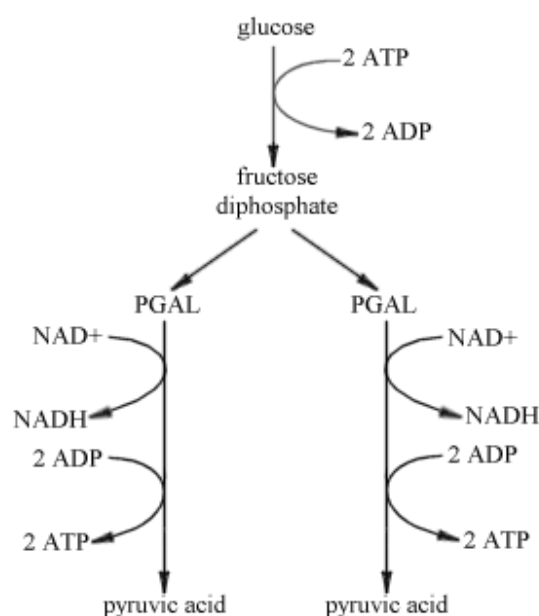 glucose
2 ATP
2 ADP
fructose
diphosphate
PGAL
PGAL
NAD+
NAD+
NADH
NADH
2 ADP
2 ADP
2 ATP
2 ATP
pyruvic acid
pyruvic acid